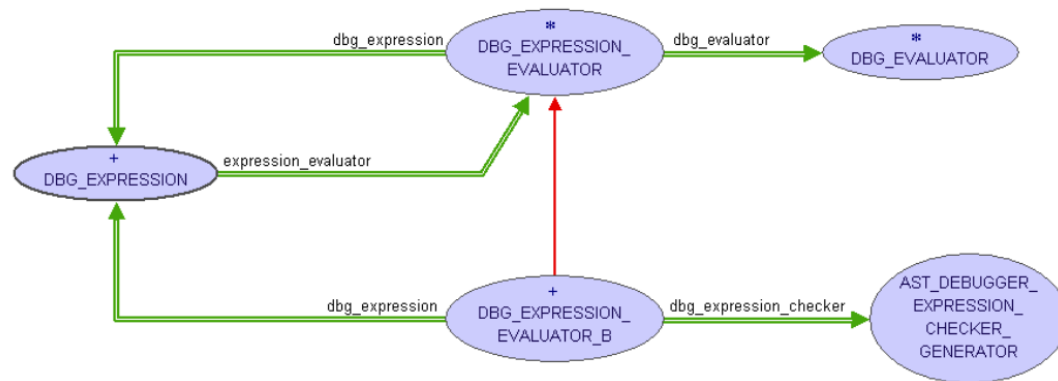 *
dbg_expression
DBG_EXPRESSION_
EVALUATOR
dbg_evaluator
*
DBG_EVALUATOR
+
DBG_EXPRESSION
expression_evaluator
dbg_expression
+
DBG_EXPRESSION_
EVALUATOR_B
dbg_expression_checker
AST_DEBUGGER_
EXPRESSION_
CHECKER_
GENERATOR